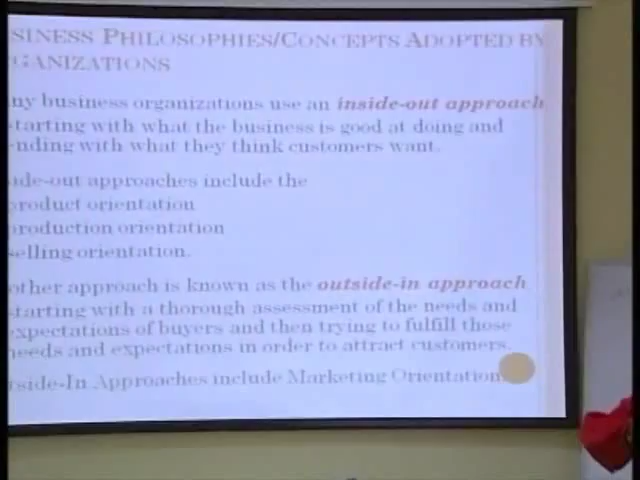 SINESS PHILOSOPHIES/CONCEPTS ADOPTED BY
GANIZATIONS
ny business organizations use an inside-out approach
tarting with what the business is good at doing and
nding with what they think customers want.
ide-out approaches include the
roduct orientation
roduction orientation
elling orientation.
other approach is known as the outside-in approach
tarting with a thorough assessment of the needs and
xpectations of buyers and then trying to fulfill those
eeds and expectations in order to attract customers.
tside-In Approaches include Marketing Orientation